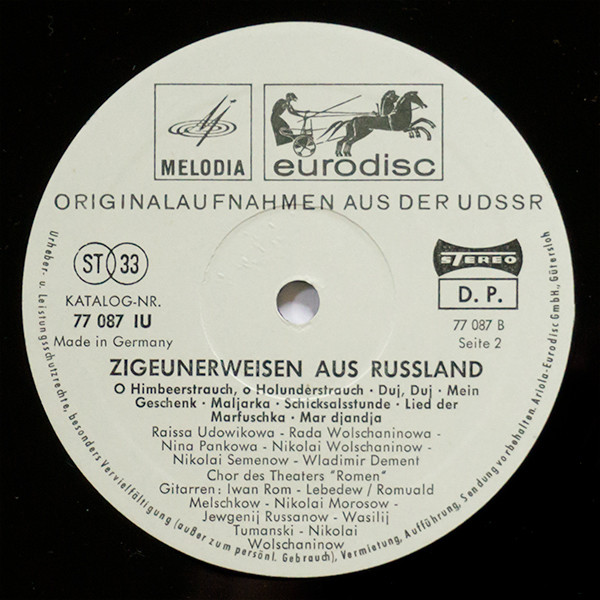 MELODIA
eurodisc
ORIGINALAUFNAHMEN AUS DER UDSSR
ST 33
STEREO
KATALOG-NR.
D. P.
77 087 IU
77 087 B
Made in Germany
Seite 2
ZIGEUNERWEISEN AUS RUSSLAND
O Himbeerstrauch, o Holunderstrauch · Duj, Duj · Mein
Geschenk · Maljarka · Schicksalsstunde · Lied der
Marfuschka · Mar djandja
Raissa Udowikowa - Rada Wolschaninowa -
Nina Pankowa - Nikolai Wolschaninow -
Nikolai Semenow - Wladimir Dement
Chor des Theaters "Romen"
Gitarren: Iwan Rom - Lebedew / Romuald
Melschkow - Nikolai Morosow -
Jewgenij Russanow - Wasilij
Tumanski - Nikolai
Wolschaninow
Urheber- u. Leistungsschutzrechte, besonders Vervielfältigung (außer zum persönl. Gebrauch), Vermietung, Aufführung, Sendung vorbehalten. Ariola-Eurodisc GmbH., Gütersloh